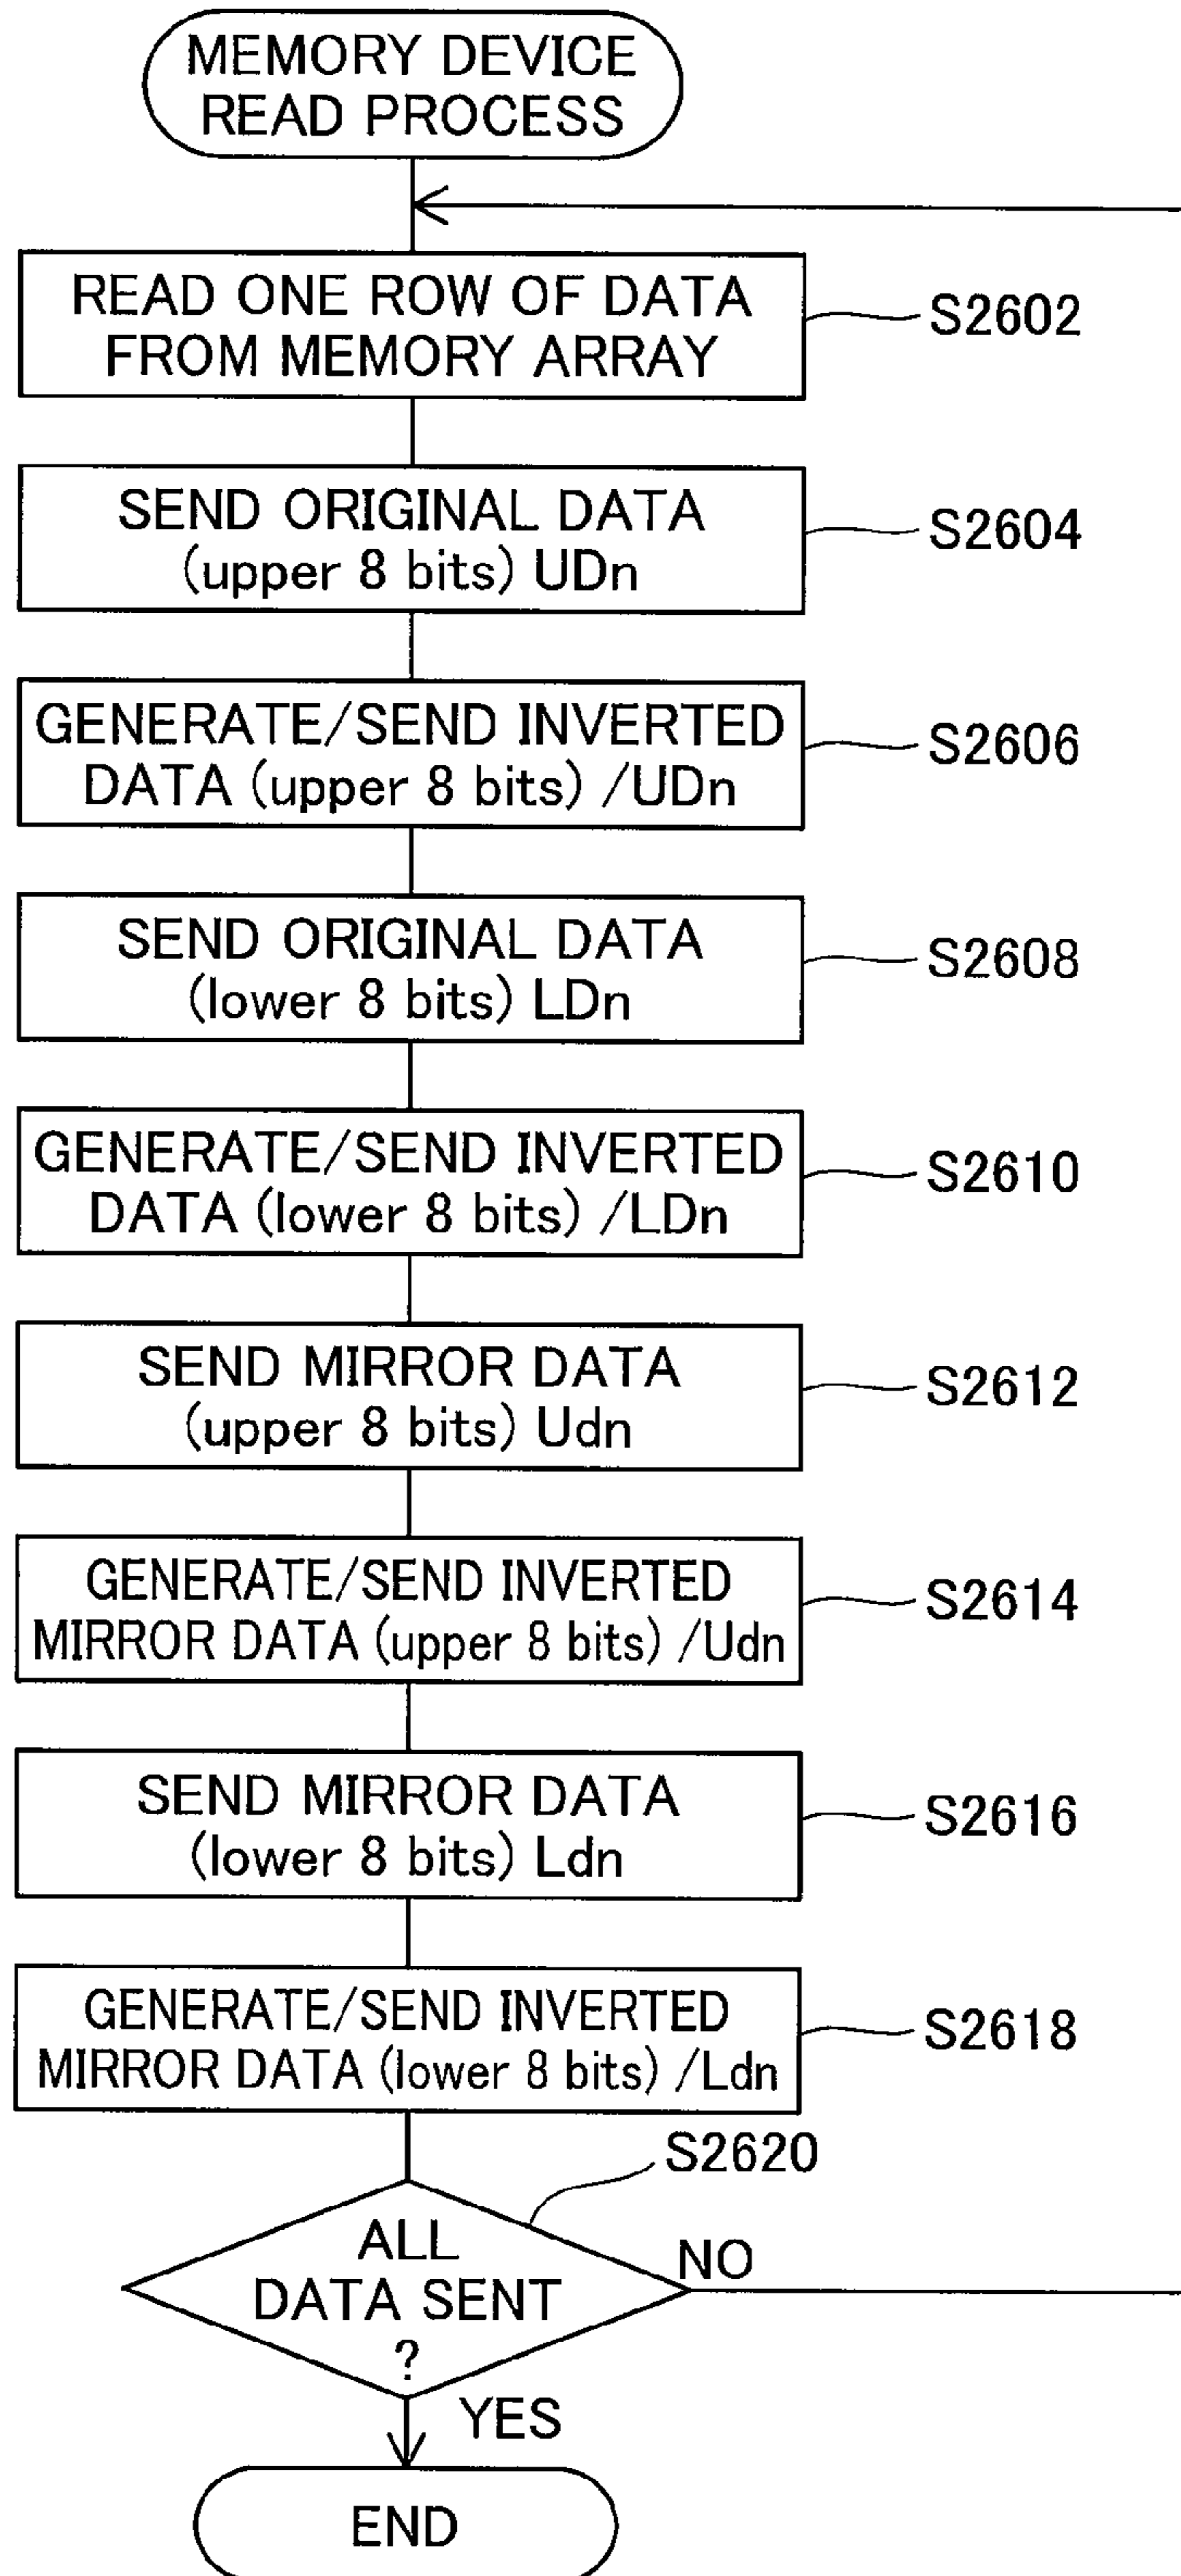 MEMORY DEVICE
READ PROCESS
READ ONE ROW OF DATA
FROM MEMORY ARRAY
S2602
SEND ORIGINAL DATA
(upper 8 bits) UDn
S2604
GENERATE/SEND INVERTED
DATA (upper 8 bits) /UDn
S2606
SEND ORIGINAL DATA
(lower 8 bits) LDn
S2608
GENERATE/SEND INVERTED
DATA (lower 8 bits) /LDn
S2610
SEND MIRROR DATA
(upper 8 bits) Udn
S2612
GENERATE/SEND INVERTED
MIRROR DATA (upper 8 bits) /Udn
S2614
SEND MIRROR DATA
(lower 8 bits) Ldn
S2616
GENERATE/SEND INVERTED
MIRROR DATA (lower 8 bits) /Ldn
S2618
S2620
ALL
DATA SENT
?
NO
YES
END